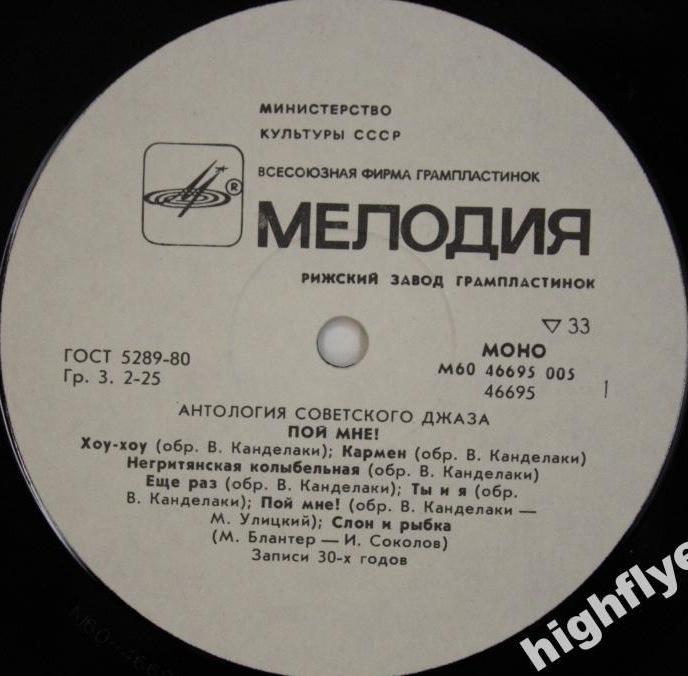 МИНИСТЕРСТВО
КУЛЬТУРЫ СССР
ВСЕСОЮЗНАЯ ФИРМА ГРАМПЛАСТИНОК
®
МЕЛОДИЯ
РИЖСКИЙ ЗАВОД ГРАМПЛАСТИНОК
▽ 33
ГОСТ 5289-80
Гр. 3. 2-25
МОНО
М60 46695 005
46695
1
АНТОЛОГИЯ СОВЕТСКОГО ДЖАЗА
ПОЙ МНЕ!
Хоу-хоу (обр. В. Канделаки); Кармен (обр. В. Канделаки)
Негритянская колыбельная (обр. В. Канделаки)
Еще раз (обр. В. Канделаки); Ты и я (обр.
В. Канделаки); Пой мне! (обр. В. Канделаки —
М. Улицкий); Слон и рыбка
(М. Блантер — И. Соколов)
Записи 30-х годов
highflye